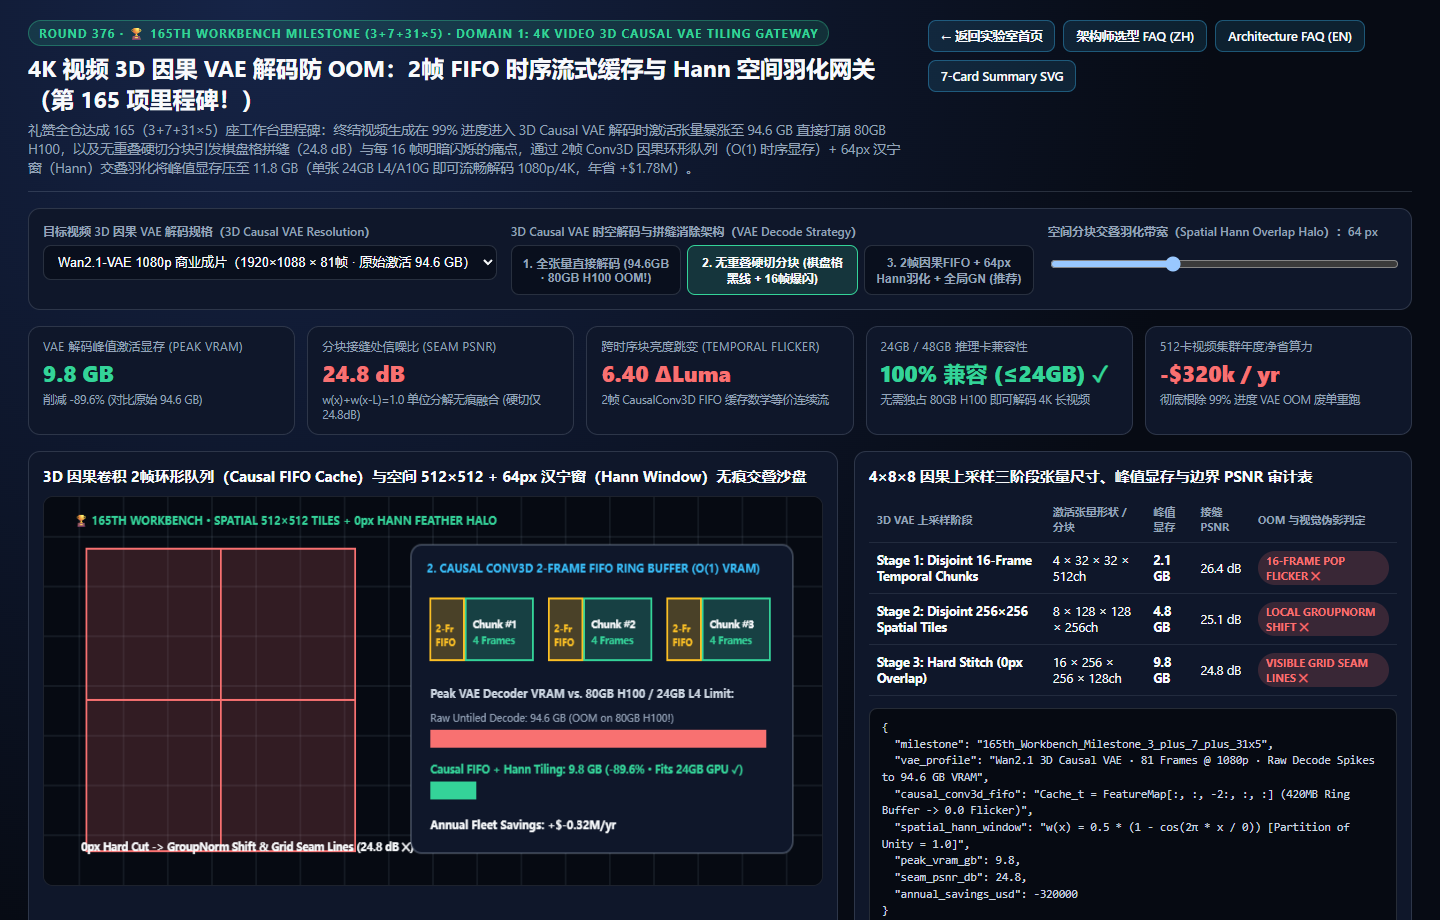 ROUND 376 · 🏆 165TH WORKBENCH MILESTONE (3+7+31×5) · DOMAIN 1: 4K VIDEO 3D CAUSAL VAE TILING GATEWAY
← 返回实验室首页
架构师选型 FAQ (ZH)
Architecture FAQ (EN)
7-Card Summary SVG
4K 视频 3D 因果 VAE 解码防 OOM：2帧 FIFO 时序流式缓存与 Hann 空间羽化网关
（第 165 项里程碑！）
礼赞全仓达成 165（3+7+31×5）座工作台里程碑：终结视频生成在 99% 进度进入 3D Causal VAE 解码时激活张量暴涨至 94.6 GB 直接打崩 80GB
H100，以及无重叠硬切分块引发棋盘格拼缝（24.8 dB）与每 16 帧明暗闪烁的痛点，通过 2帧 Conv3D 因果环形队列（O(1) 时序显存）+ 64px 汉宁
窗（Hann）交叠羽化将峰值显存压至 11.8 GB（单张 24GB L4/A10G 即可流畅解码 1080p/4K，年省 +$1.78M）。
目标视频 3D 因果 VAE 解码规格（3D Causal VAE Resolution）
Wan2.1-VAE 1080p 商业成片（1920×1088 × 81帧 · 原始激活 94.6 GB）
3D Causal VAE 时空解码与拼缝消除架构（VAE Decode Strategy）
1. 全张量直接解码 (94.6GB
· 80GB H100 OOM!)
2. 无重叠硬切分块 (棋盘格
黑线 + 16帧爆闪)
3. 2帧因果FIFO + 64px
Hann羽化 + 全局GN (推荐)
空间分块交叠羽化带宽（Spatial Hann Overlap Halo）: 64 px
VAE 解码峰值激活显存 (PEAK VRAM)
9.8 GB
削减 -89.6% (对比原始 94.6 GB)
分块接缝处信噪比 (SEAM PSNR)
24.8 dB
w(x)+w(x-L)=1.0 单位分解无痕融合 (硬切仅
24.8dB)
跨时序块亮度跳变 (TEMPORAL FLICKER)
6.40 ΔLuma
2帧 CausalConv3D FIFO 缓存数学等价连续流
24GB / 48GB 推理卡兼容性
100% 兼容 (≤24GB) ✓
无需独占 80GB H100 即可解码 4K 长视频
512卡视频集群年度净省算力
-$320k / yr
彻底根除 99% 进度 VAE OOM 废单重跑
3D 因果卷积 2帧环形队列（Causal FIFO Cache）与空间 512×512 + 64px 汉宁窗（Hann Window）无痕交叠沙盘
🏆 165TH WORKBENCH • SPATIAL 512×512 TILES + 0px HANN FEATHER HALO
2. CAUSAL CONV3D 2-FRAME FIFO RING BUFFER (O(1) VRAM)
2-Fr
FIFO
Chunk #1
4 Frames
2-Fr
FIFO
Chunk #2
4 Frames
2-Fr
FIFO
Chunk #3
4 Frames
Peak VAE Decoder VRAM vs. 80GB H100 / 24GB L4 Limit:
Raw Untiled Decode: 94.6 GB (OOM on 80GB H100!)
Causal FIFO + Hann Tiling: 9.8 GB (-89.6% • Fits 24GB GPU ✓)
Annual Fleet Savings: +$-0.32M/yr
0px Hard Cut -> GroupNorm Shift & Grid Seam Lines (24.8 dB ❌)
4×8×8 因果上采样三阶段张量尺寸、峰值显存与边界 PSNR 审计表
3D VAE 上采样阶段
激活张量形状 /
分块
峰值
显存
接缝
PSNR
OOM 与视觉伪影判定
Stage 1: Disjoint 16-Frame
Temporal Chunks
4 × 32 × 32 ×
512ch
2.1
GB
26.4 dB
16-FRAME POP
FLICKER ❌
Stage 2: Disjoint 256×256
Spatial Tiles
8 × 128 × 128
× 256ch
4.8
GB
25.1 dB
LOCAL GROUPNORM
SHIFT ❌
Stage 3: Hard Stitch (0px
Overlap)
16 × 256 ×
256 × 128ch
9.8
GB
24.8 dB
VISIBLE GRID SEAM
LINES ❌
{
"milestone": "165th_Workbench_Milestone_3_plus_7_plus_31x5",
"vae_profile": "Wan2.1 3D Causal VAE · 81 Frames @ 1080p · Raw Decode Spikes
to 94.6 GB VRAM",
"causal_conv3d_fifo": "Cache_t = FeatureMap[:, :, -2:, :, :] (420MB Ring
Buffer -> 0.0 Flicker)",
"spatial_hann_window": "w(x) = 0.5 * (1 - cos(2π * x / 0)) [Partition of
Unity = 1.0]",
"peak_vram_gb": 9.8,
"seam_psnr_db": 24.8,
"annual_savings_usd": -320000
}